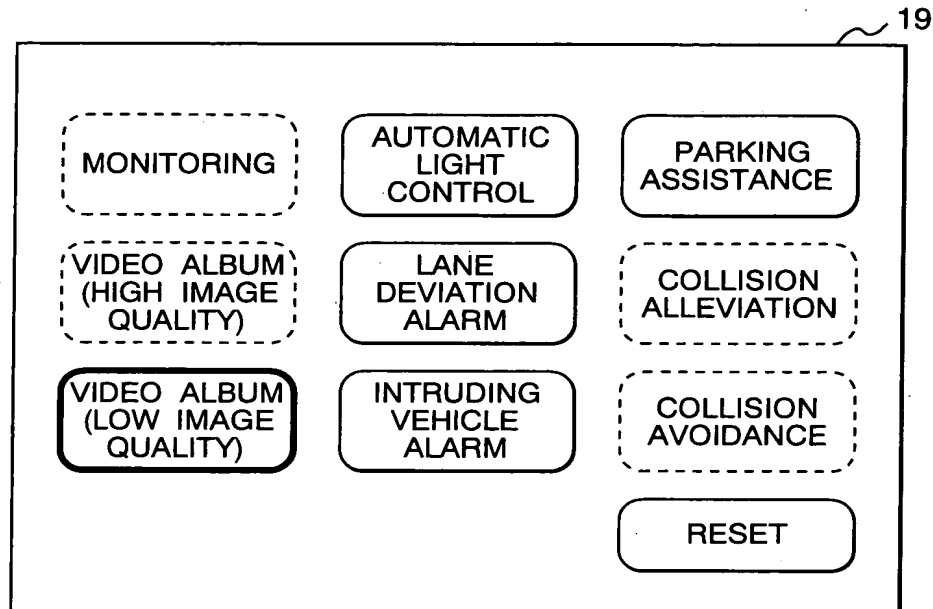 19
MONITORING
AUTOMATIC
LIGHT
CONTROL
PARKING
ASSISTANCE
VIDEO ALBUM
(HIGH IMAGE
QUALITY)
LANE
DEVIATION
ALARM
COLLISION
ALLEVIATION
VIDEO ALBUM
(LOW IMAGE
QUALITY)
INTRUDING
VEHICLE
ALARM
COLLISION
AVOIDANCE
RESET